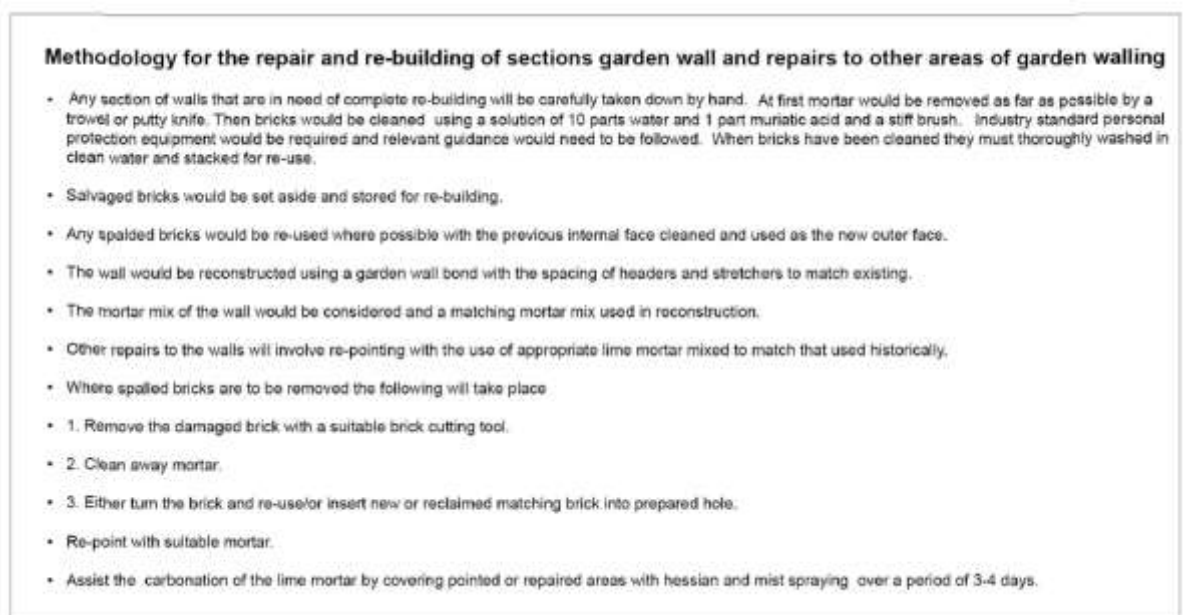 Methodology for the repair and re-building of sections garden wall and repairs to other areas of garden walling
• Any section of walls that are in need of complete re-building will be carefully taken down by hand. At first mortar would be removed as far as possible by a
trowel or putty knife. Then bricks would be cleaned using a solution of 10 parts water and 1 part muriatic acid and a stiff brush. Industry standard personal
protection equipment would be required and relevant guidance would need to be followed. When bricks have been cleaned they must thoroughly washed in
clean water and stacked for re-use.
• Salvaged bricks would be set aside and stored for re-building.
• Any spalded bricks would be re-used where possible with the previous internal face cleaned and used as the new outer face.
• The wall would be reconstructed using a garden wall bond with the spacing of headers and stretchers to match existing.
• The mortar mix of the wall would be considered and a matching mortar mix used in reconstruction.
• Other repairs to the walls will involve re-pointing with the use of appropriate lime mortar mixed to match that used historically.
• Where spalled bricks are to be removed the following will take place
• 1. Remove the damaged brick with a suitable brick cutting tool.
• 2. Clean away mortar.
• 3. Either turn the brick and re-use/or insert new or reclaimed matching brick into prepared hole.
• Re-point with suitable mortar.
• Assist the carbonation of the lime mortar by covering pointed or repaired areas with hessian and mist spraying over a period of 3-4 days.